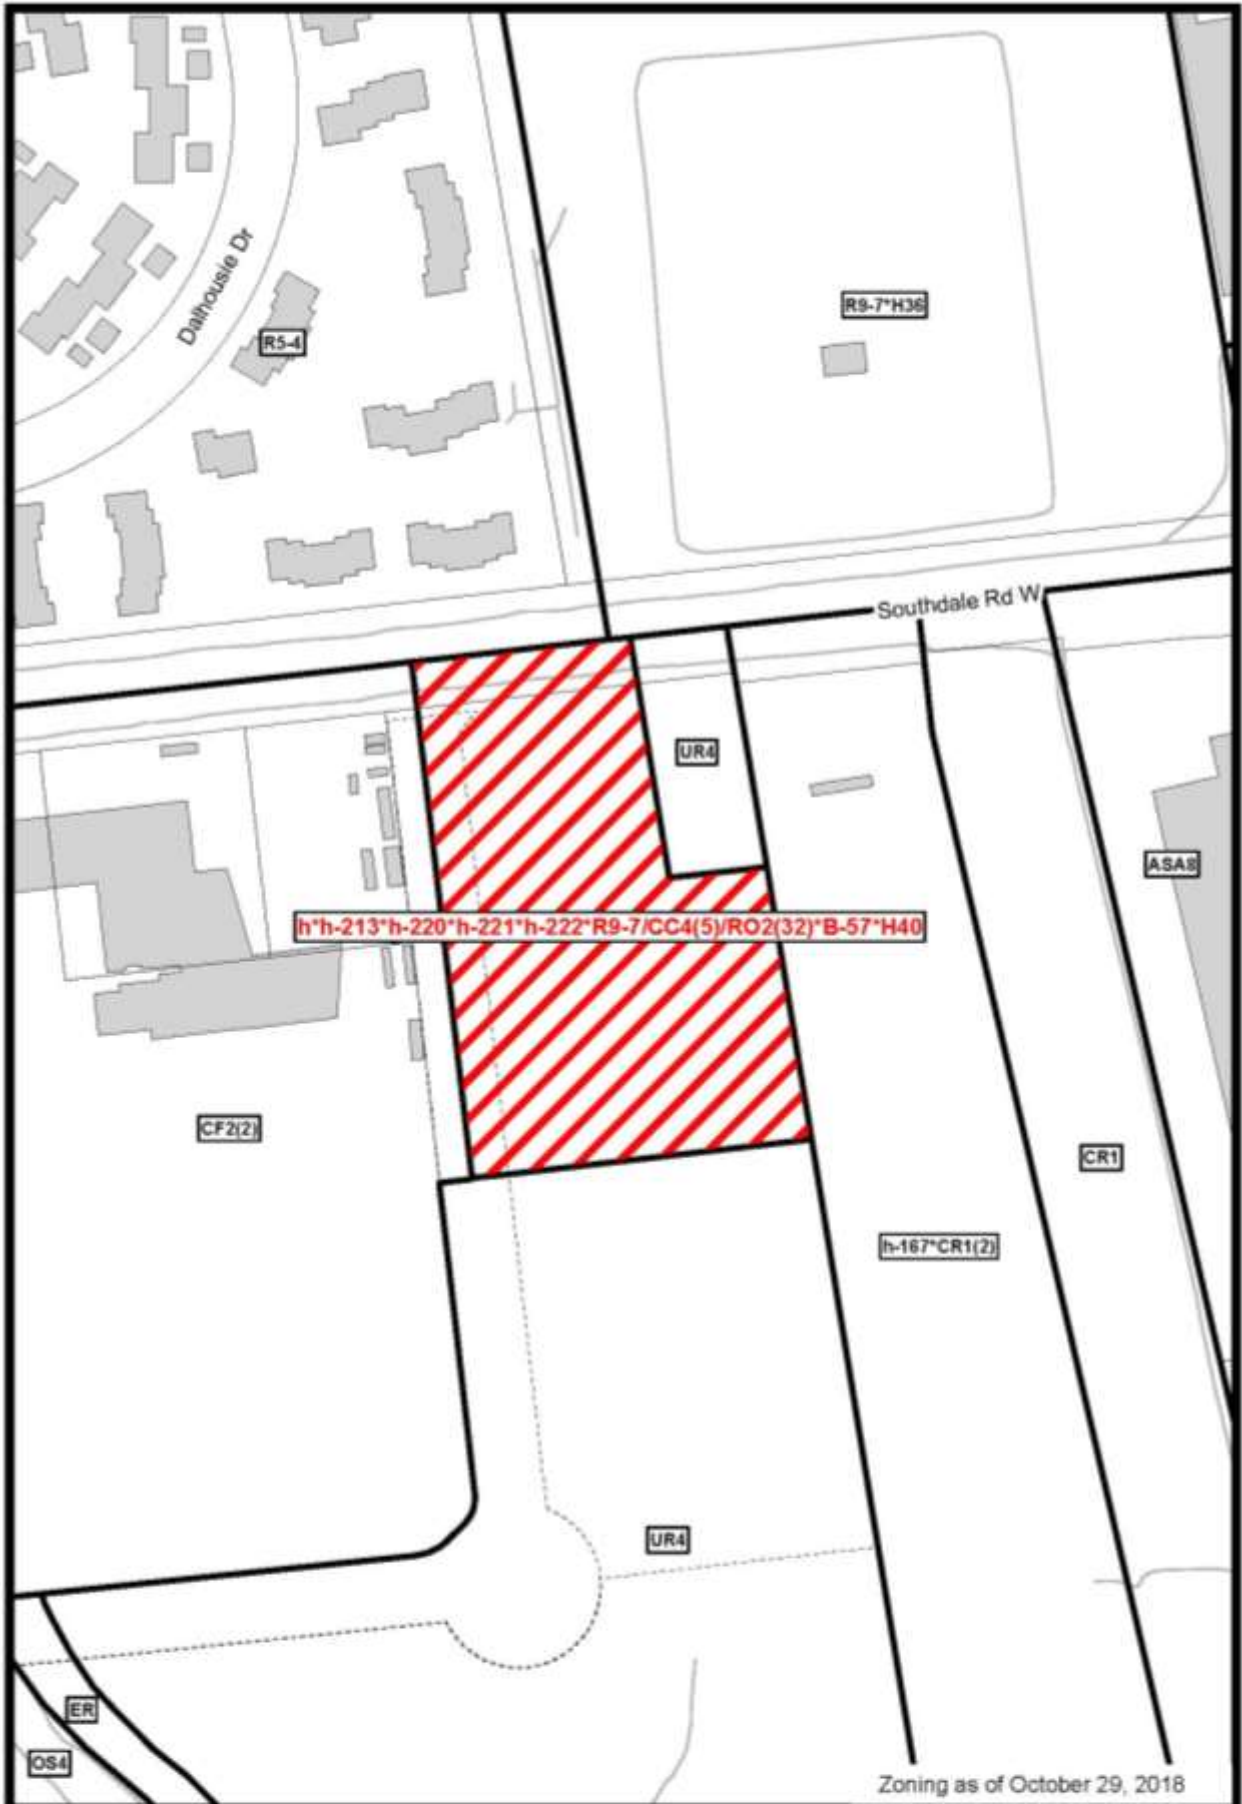 Dalhousie Dr
R9-7*H36
R5-4
Southdale Rd W
UR4
ASA8
h*h-213*h-220*h-221*h-222*R9-7/CC4(5)/RO2(32)*B-57*H40
CF2(2)
CR1
h-167*CR1(2)
UR4
ER
OS4
Zoning as of October 29, 2018